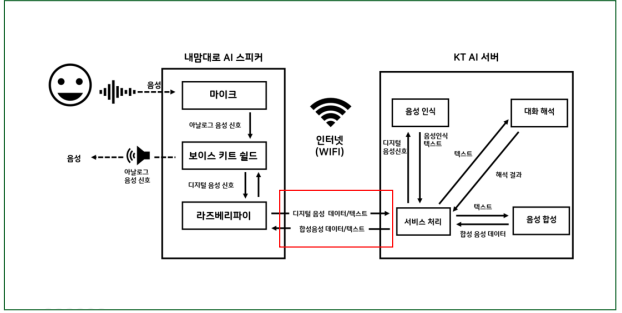 내맘대로 AI 스피커
KT AI 서버
음성
마이크
아날로그 음성 신호
보이스 키트 쉴드
음성
아날로그
음성 신호
디지털 음성 신호
라즈베리파이
인터넷
(WIFI)
디지털 음성 데이터/텍스트
합성음성 데이터/텍스트
음성 인식
대화 해석
디지털
음성신호
음성인식
텍스트
텍스트
해석 결과
서비스 처리
텍스트
합성 음성 데이터
음성 합성